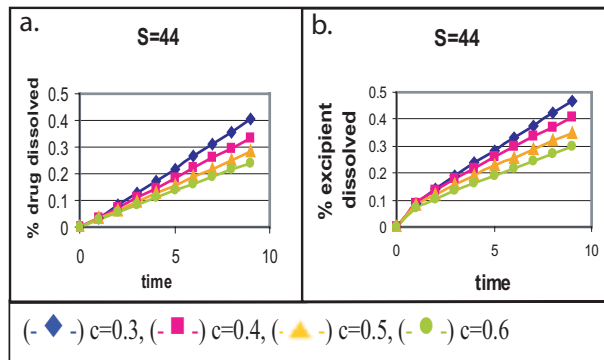 a.
S=44
% drug dissolved
0.5
0.4
0.3
0.2
0.1
0
0 5 10
time
b.
S=44
% excipient
dissolved
0.5
0.4
0.3
0.2
0.1
0
0 5 10
time
(- -) c=0.3, (- -) c=0.4, (- -) c=0.5, (- -) c=0.6